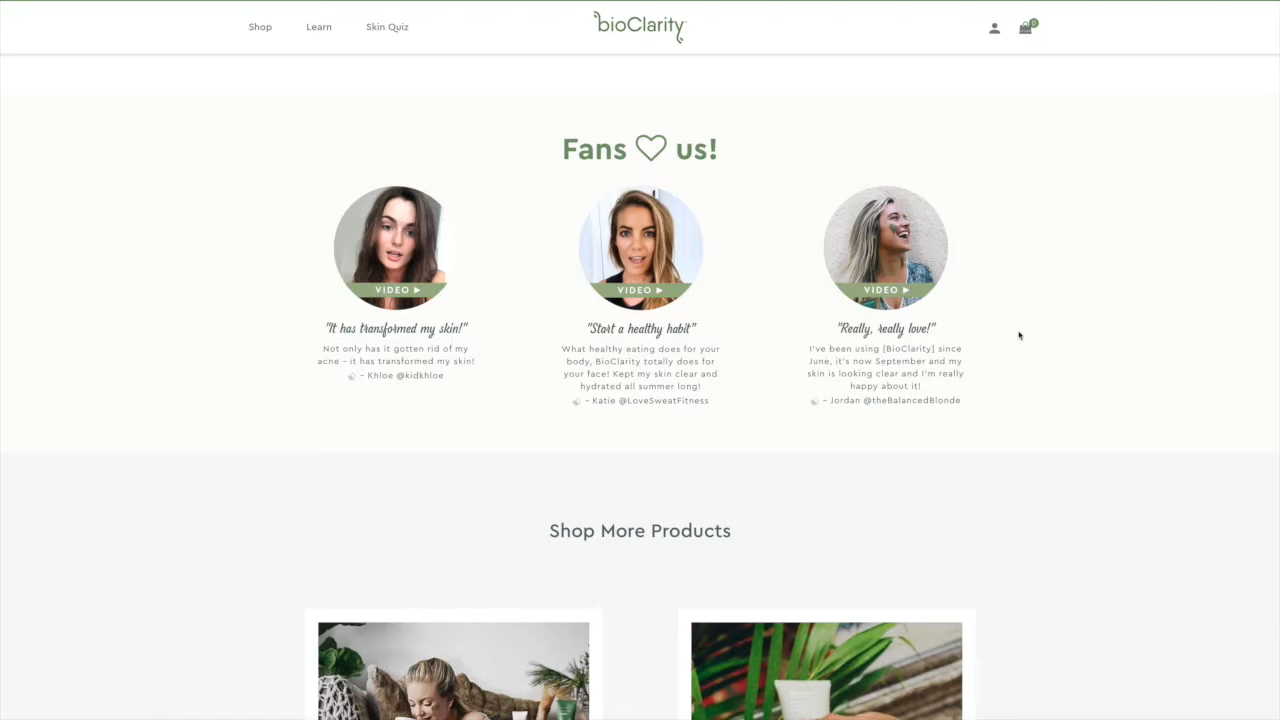 Shop Learn Skin Quiz
bioClarity
0
Fans us!
VIDEO
VIDEO
VIDEO
"It has transformed my skin!"
Not only has it gotten rid of my
acne – it has transformed my skin!
– Khloe @kidkhloe
"Start a healthy habit"
What healthy eating does for your
body, BioClarity totally does for
your face! Kept my skin clear and
hydrated all summer long!
– Katie @LoveSweatFitness
"Really, really love!"
I've been using [BioClarity] since
June, it's now September and my
skin is looking clear and I'm really
happy about it!
– Jordan @theBalancedBlonde
Shop More Products